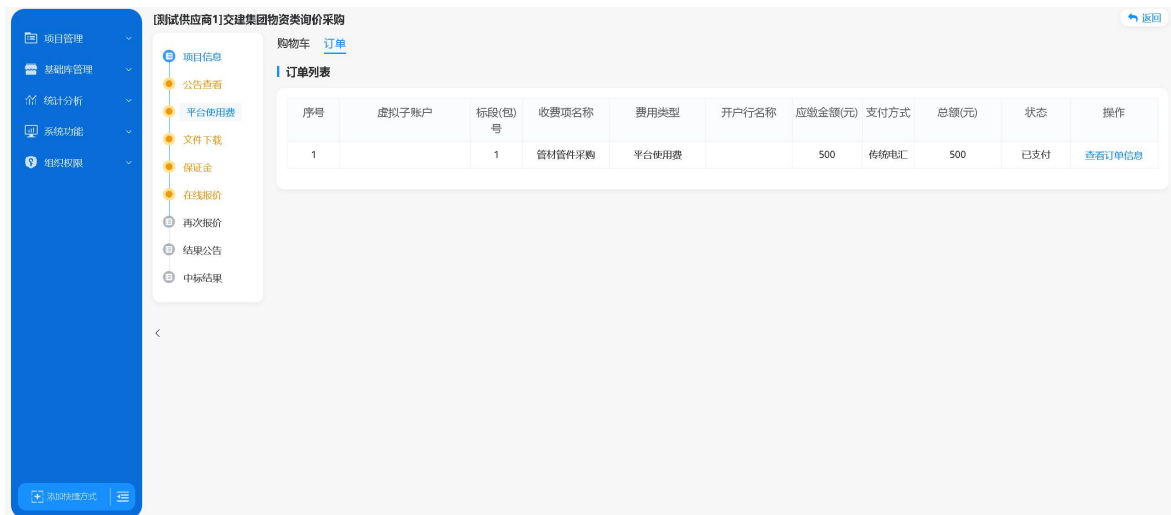 [测试供应商1]交建集团物资类询价采购
返回
项目管理
基础库管理
统计分析
系统功能
组织权限
添加快捷方式
项目信息
公告查看
平台使用费
文件下载
保证金
在线报价
再次报价
结果公告
中标结果
购物车 订单
订单列表
序号 虚拟子账户 标段(包)号 收费项名称 费用类型 开户行名称 应缴金额(元) 支付方式 总额(元) 状态 操作
1 1 管材管件采购 平台使用费 500 传统电汇 500 已支付 查看订单信息